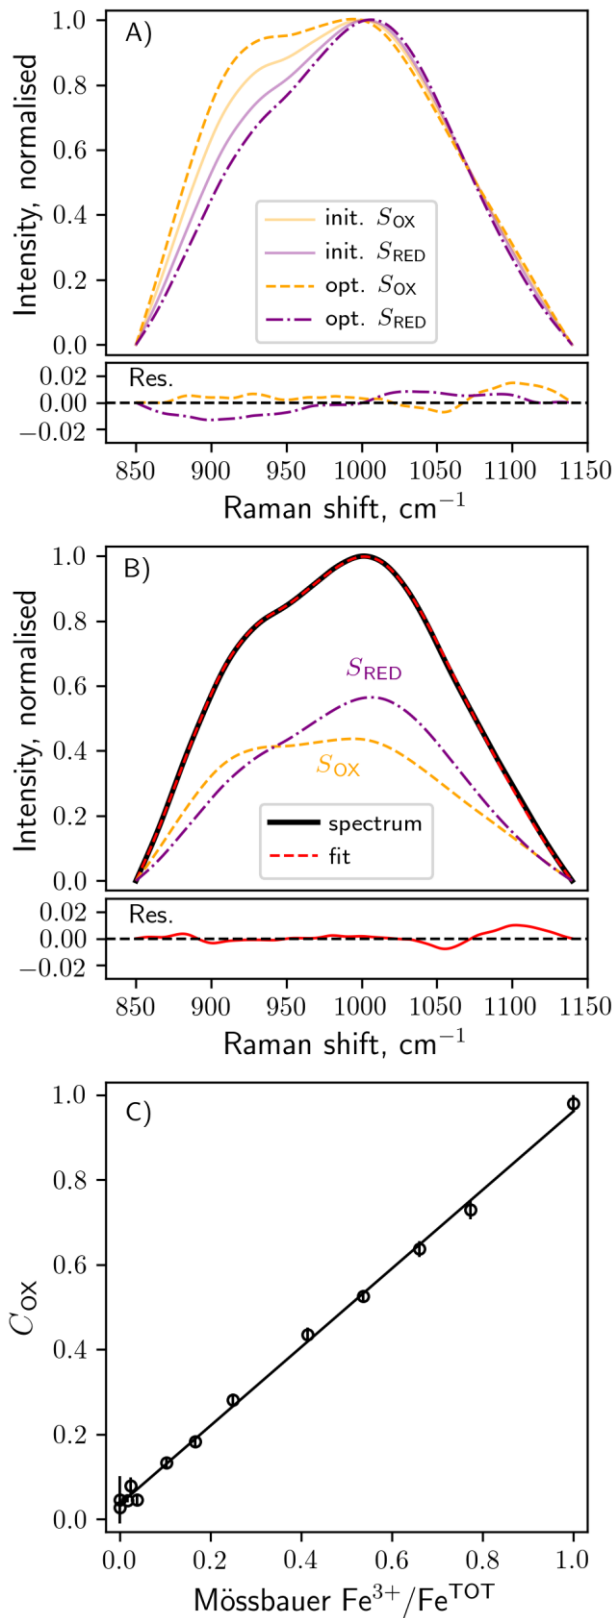 A)
1.0
0.8
0.6
0.4
0.2
0.0
Intensity, normalised
init. S_OX
init. S_RED
opt. S_OX
opt. S_RED
Res.
0.02
0.00
−0.02
850 900 950 1000 1050 1100 1150
Raman shift, cm⁻¹
B)
1.0
0.8
0.6
0.4
0.2
0.0
Intensity, normalised
S_RED
S_OX
spectrum
fit
Res.
0.02
0.00
−0.02
850 900 950 1000 1050 1100 1150
Raman shift, cm⁻¹
C)
1.0
0.8
0.6
0.4
0.2
0.0
C_OX
0.0 0.2 0.4 0.6 0.8 1.0
Mössbauer Fe³⁺/Fe^TOT